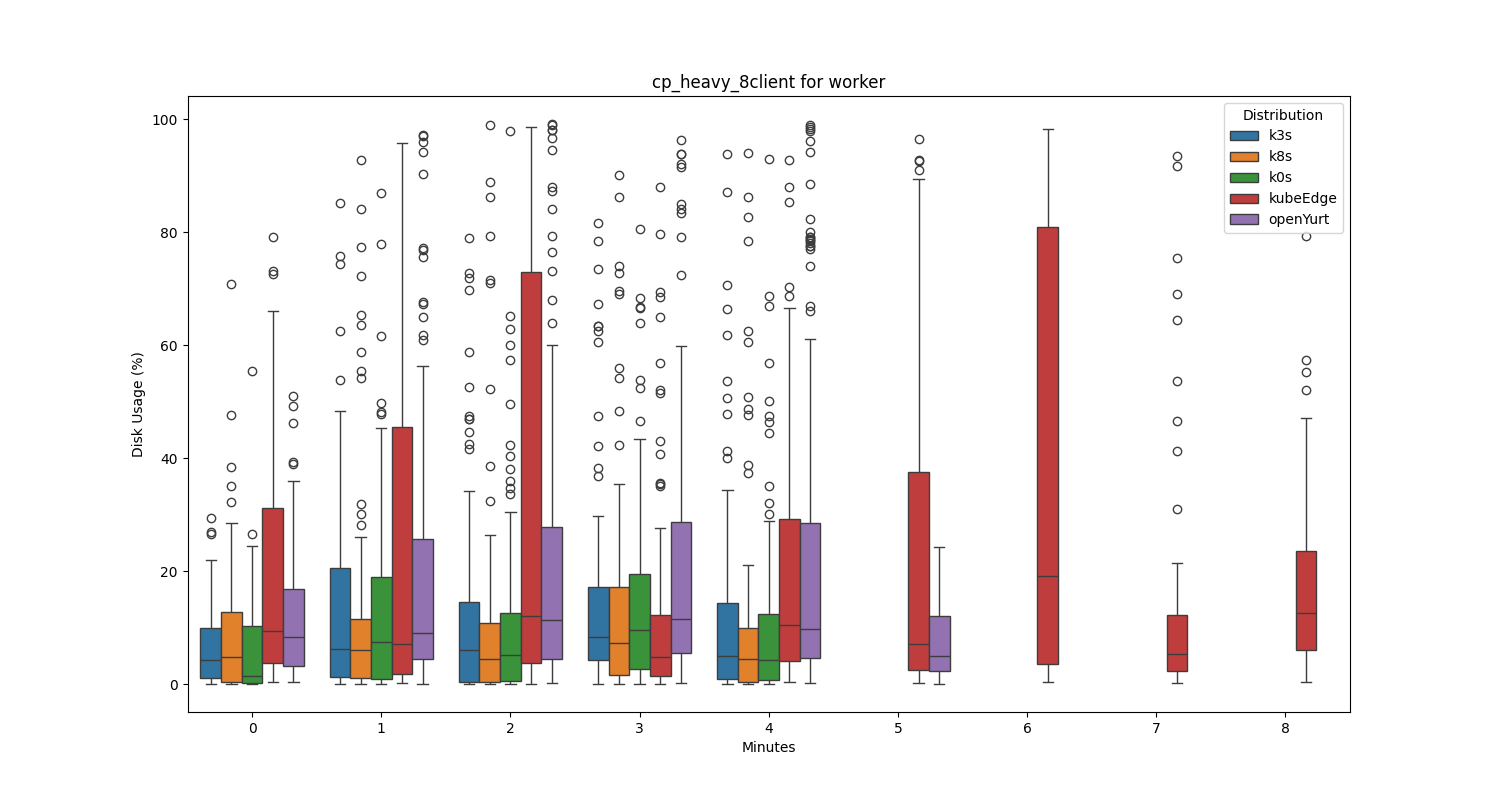 cp_heavy_8client for worker
Distribution
k3s
k8s
k0s
kubeEdge
openYurt
Disk Usage (%)
100
80
60
40
20
0
0 1 2 3 4 5 6 7 8
Minutes